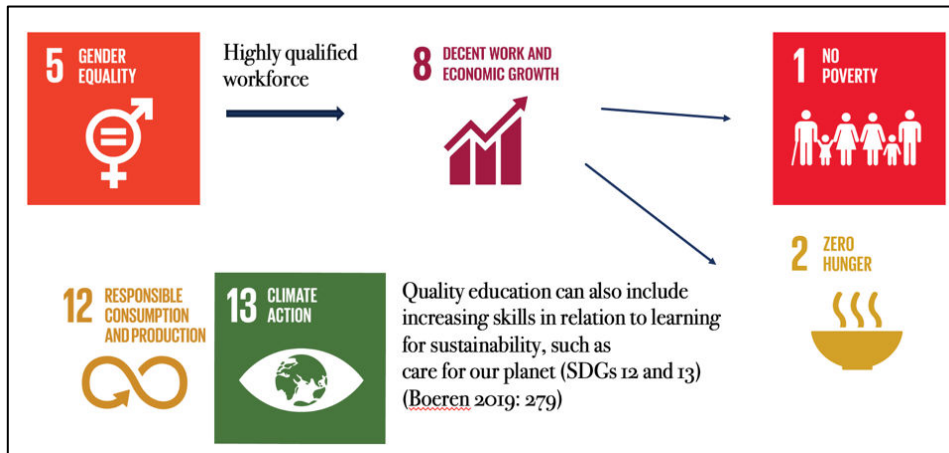 5 GENDER
EQUALITY
Highly qualified
workforce
8 DECENT WORK AND
ECONOMIC GROWTH
1 NO
POVERTY
2 ZERO
HUNGER
12 RESPONSIBLE
CONSUMPTION
AND PRODUCTION
13 CLIMATE
ACTION
Quality education can also include
increasing skills in relation to learning
for sustainability, such as
care for our planet (SDGs 12 and 13)
(Boeren 2019: 279)